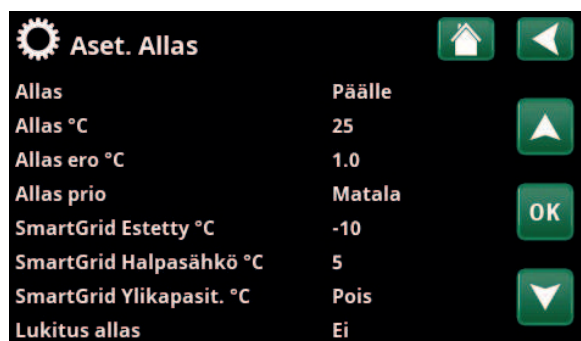 Aset. Allas
Allas Päälle
Allas °C 25
Allas ero °C 1.0
Allas prio Matala
SmartGrid Estetty °C -10
SmartGrid Halpasähkö °C 5
SmartGrid Ylikapasit. °C Pois
Lukitus allas Ei
OK